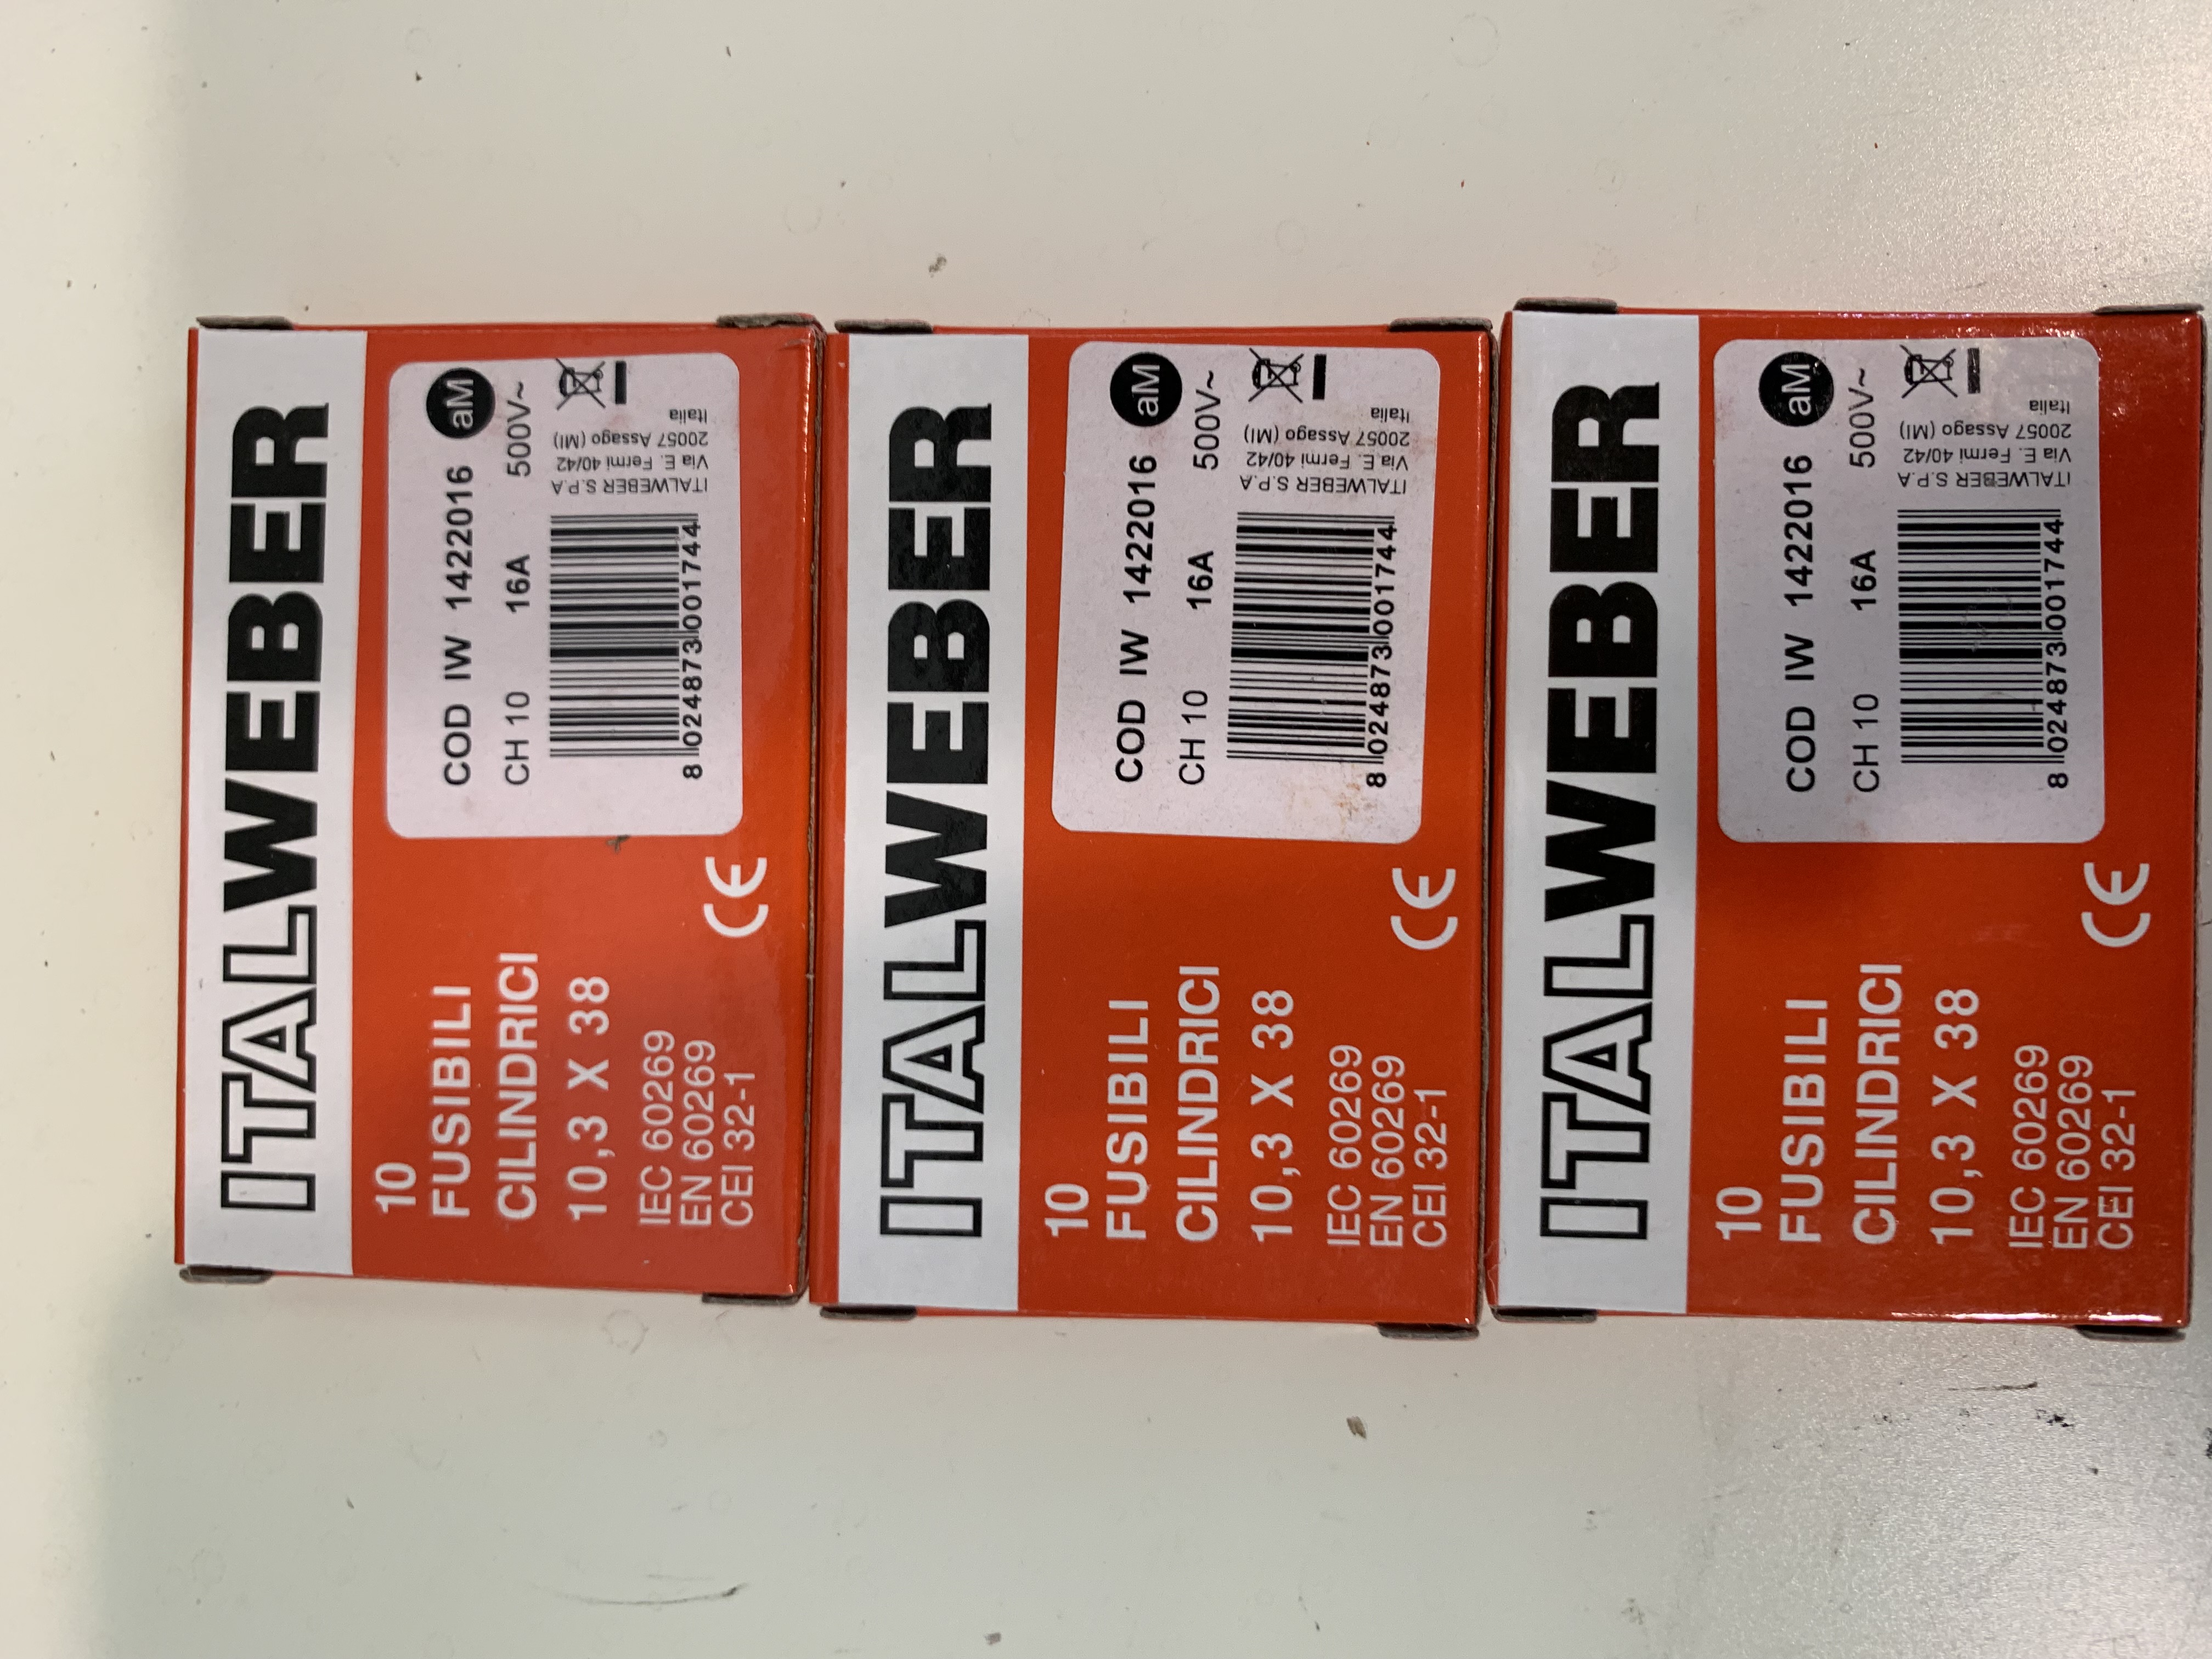 ITALWEBER
10
FUSIBILI
CILINDRICI
10,3 X 38
IEC 60269
EN 60269
CEI 32-1
CE
COD IW 1422016 aM
CH 10 16A 500V~
8 024873 001744
ITALWEBER S.P.A
Via E. Fermi 40/42
20057 Assago (MI)
Italia
ITALWEBER
10
FUSIBILI
CILINDRICI
10,3 X 38
IEC 60269
EN 60269
CEI 32-1
CE
COD IW 1422016 aM
CH 10 16A 500V~
8 024873 001744
ITALWEBER S.P.A
Via E. Fermi 40/42
20057 Assago (MI)
Italia
ITALWEBER
10
FUSIBILI
CILINDRICI
10,3 X 38
IEC 60269
EN 60269
CEI 32-1
CE
COD IW 1422016 aM
CH 10 16A 500V~
8 024873 001744
ITALWEBER S.P.A
Via E. Fermi 40/42
20057 Assago (MI)
Italia